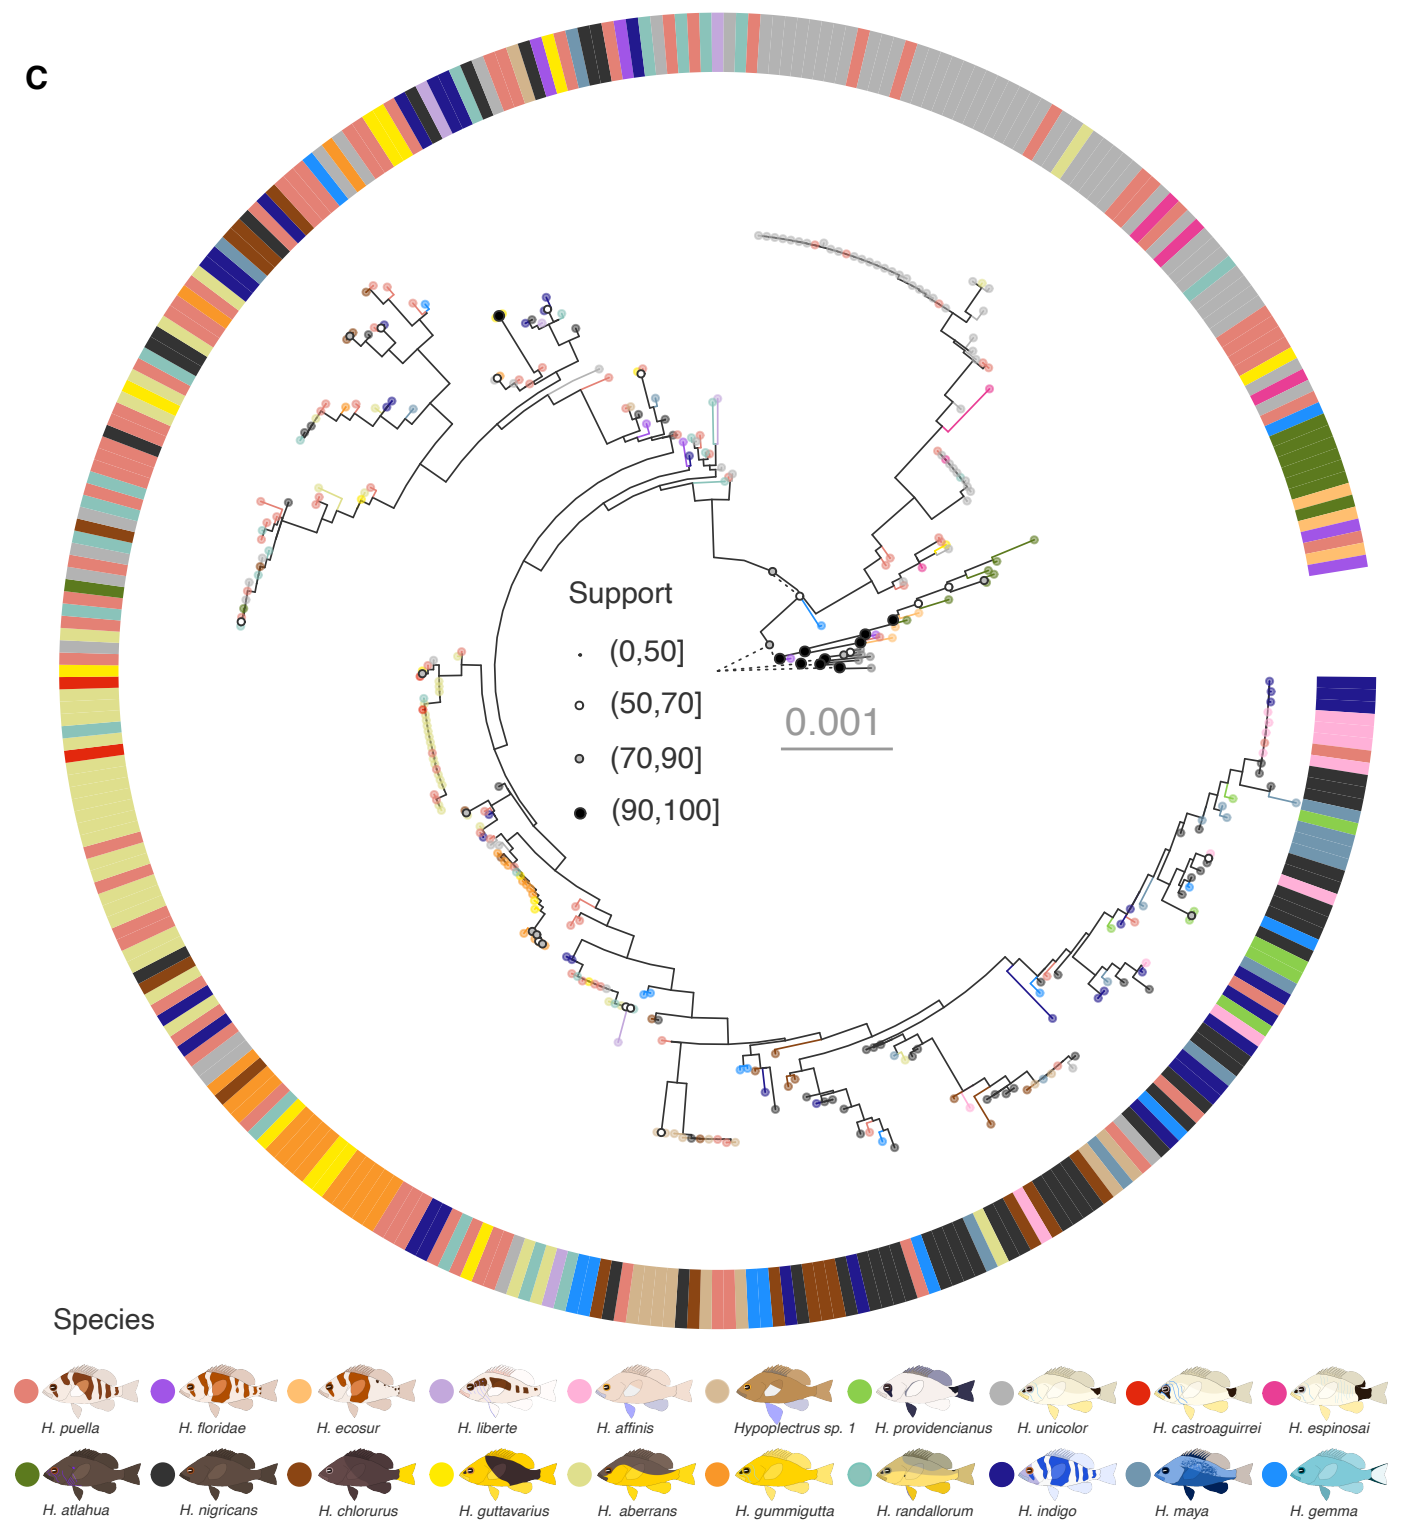 C
Support
(0,50]
(50,70]
(70,90]
(90,100]
0.001
Species
H. puella
H. floridae
H. ecosur
H. liberte
H. affinis
Hypoplectrus sp. 1
H. providencianus
H. unicolor
H. castroaguirrei
H. espinosai
H. atlahua
H. nigricans
H. chlorurus
H. guttavarius
H. aberrans
H. gummigutta
H. randallorum
H. indigo
H. maya
H. gemma